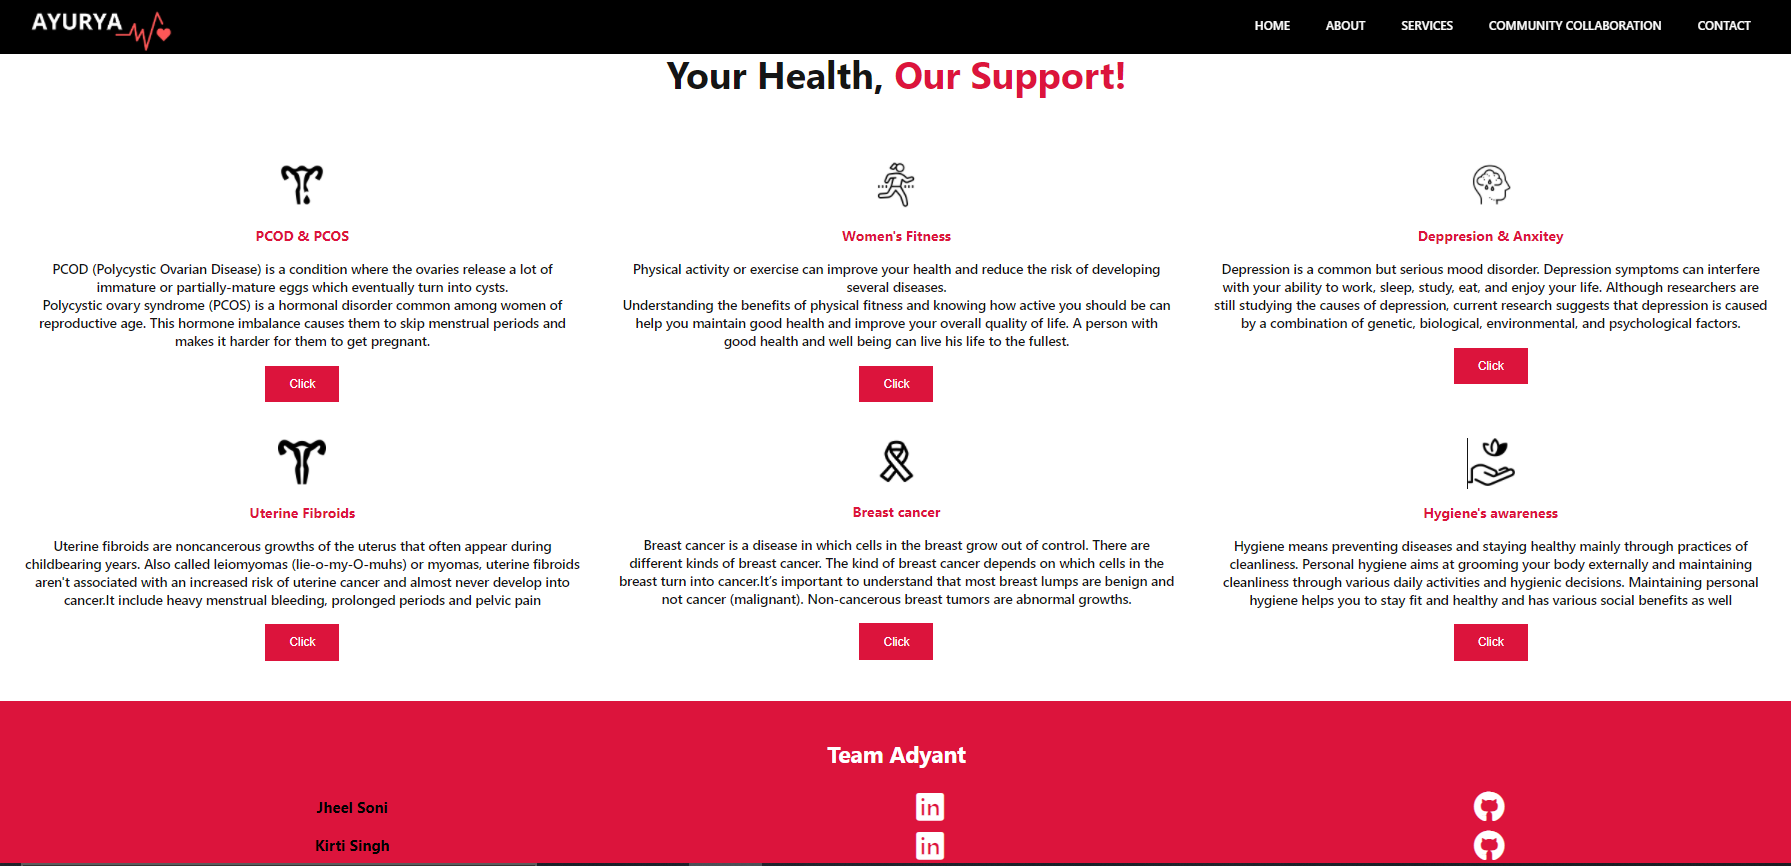 AYURYA
HOME ABOUT SERVICES COMMUNITY COLLABORATION CONTACT
Your Health, Our Support!
PCOD & PCOS
PCOD (Polycystic Ovarian Disease) is a condition where the ovaries release a lot of
immature or partially-mature eggs which eventually turn into cysts.
Polycystic ovary syndrome (PCOS) is a hormonal disorder common among women of
reproductive age. This hormone imbalance causes them to skip menstrual periods and
makes it harder for them to get pregnant.
Click
Women's Fitness
Physical activity or exercise can improve your health and reduce the risk of developing
several diseases.
Understanding the benefits of physical fitness and knowing how active you should be can
help you maintain good health and improve your overall quality of life. A person with
good health and well being can live his life to the fullest.
Click
Deppresion & Anxitey
Depression is a common but serious mood disorder. Depression symptoms can interfere
with your ability to work, sleep, study, eat, and enjoy your life. Although researchers are
still studying the causes of depression, current research suggests that depression is caused
by a combination of genetic, biological, environmental, and psychological factors.
Click
Uterine Fibroids
Uterine fibroids are noncancerous growths of the uterus that often appear during
childbearing years. Also called leiomyomas (lie-o-my-O-muhs) or myomas, uterine fibroids
aren't associated with an increased risk of uterine cancer and almost never develop into
cancer.It include heavy menstrual bleeding, prolonged periods and pelvic pain
Click
Breast cancer
Breast cancer is a disease in which cells in the breast grow out of control. There are
different kinds of breast cancer. The kind of breast cancer depends on which cells in the
breast turn into cancer.It’s important to understand that most breast lumps are benign and
not cancer (malignant). Non-cancerous breast tumors are abnormal growths.
Click
Hygiene's awareness
Hygiene means preventing diseases and staying healthy mainly through practices of
cleanliness. Personal hygiene aims at grooming your body externally and maintaining
cleanliness through various daily activities and hygienic decisions. Maintaining personal
hygiene helps you to stay fit and healthy and has various social benefits as well
Click
Team Adyant
Jheel Soni in
Kirti Singh in